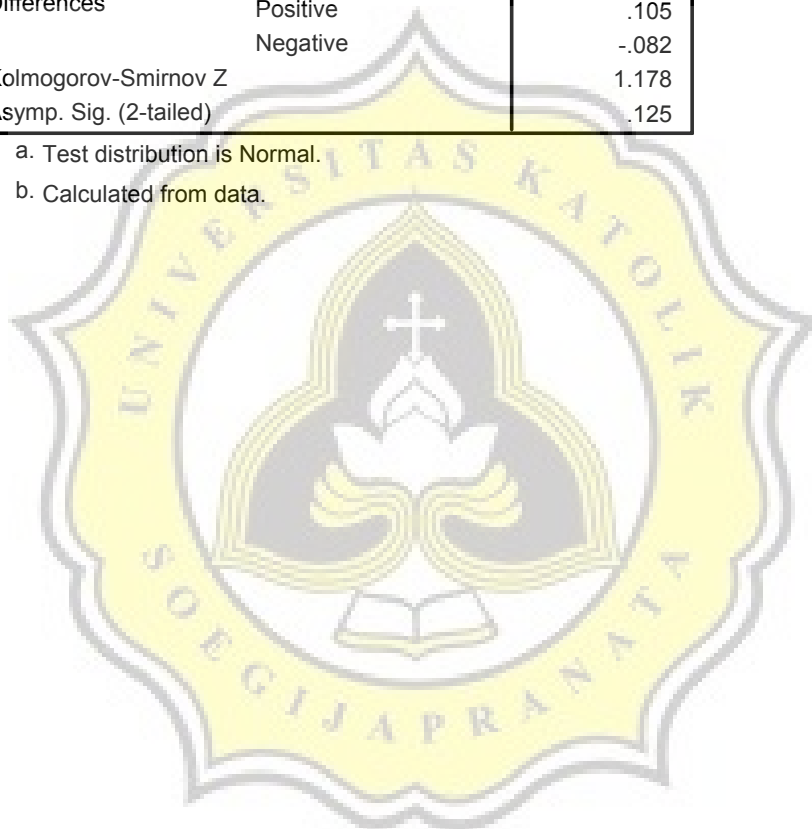 Differences Positive .105
Negative -.082
Kolmogorov-Smirnov Z 1.178
Asymp. Sig. (2-tailed) .125
a. Test distribution is Normal.
b. Calculated from data.
UNIVERSITAS KATOLIK
SOEGIJAPRANATA